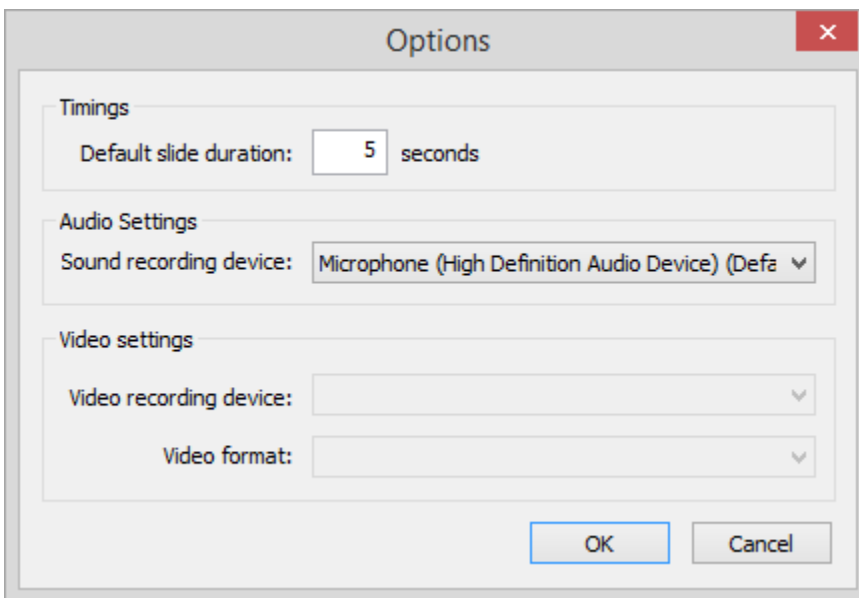 Options
Timings
Default slide duration: 5 seconds
Audio Settings
Sound recording device: Microphone (High Definition Audio Device) (Defa
Video settings
Video recording device:
Video format:
OK Cancel